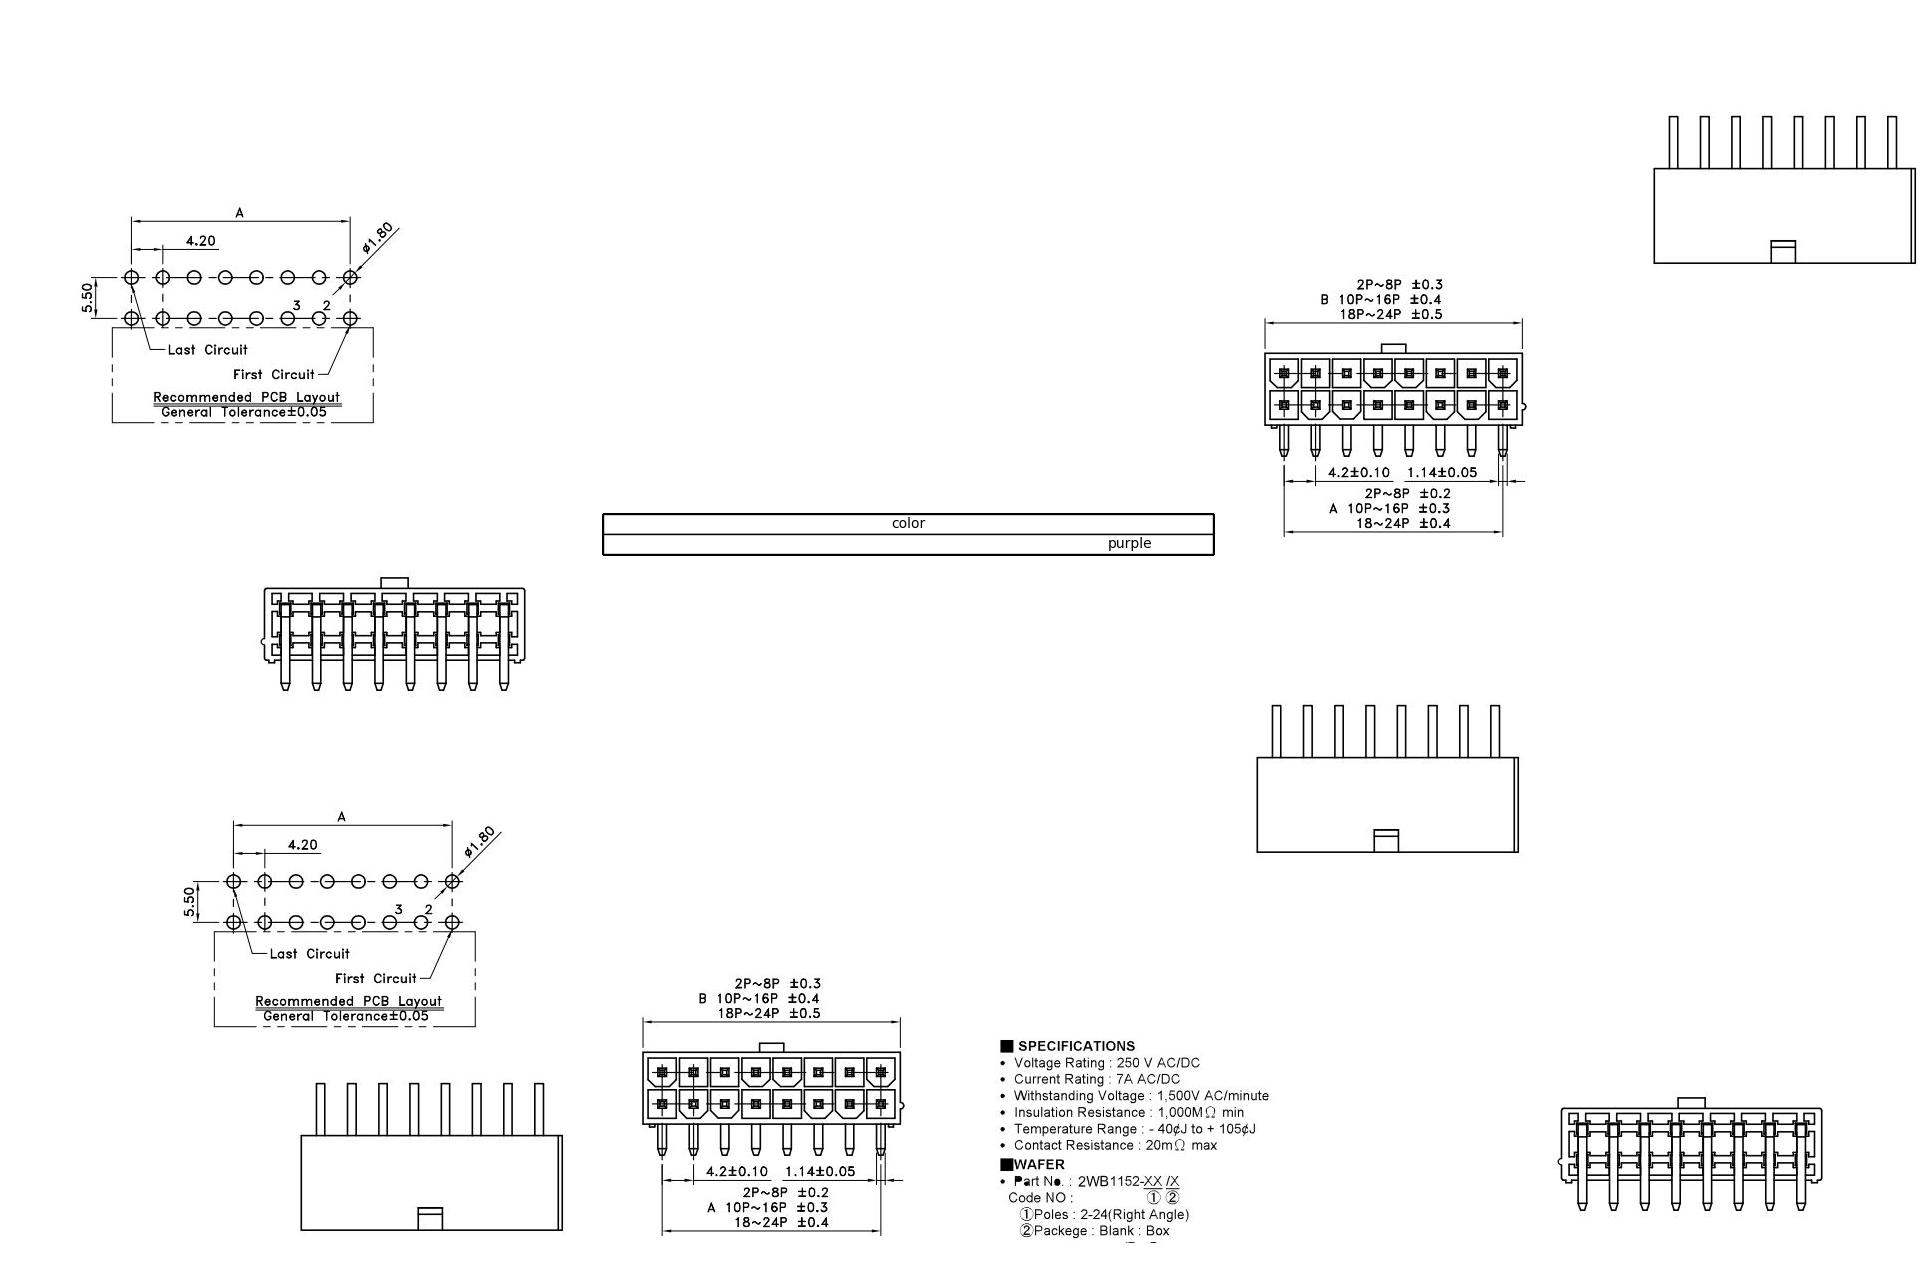 A
4.20
ø1.80
5.50
3 2
Last Circuit
First Circuit
Recommended PCB Layout
General Tolerance±0.05
2P~8P ±0.3
B 10P~16P ±0.4
18P~24P ±0.5
4.2±0.10 1.14±0.05
2P~8P ±0.2
A 10P~16P ±0.3
18~24P ±0.4
color
purple
A
4.20
ø1.80
5.50
3 2
Last Circuit
First Circuit
Recommended PCB Layout
General Tolerance±0.05
2P~8P ±0.3
B 10P~16P ±0.4
18P~24P ±0.5
4.2±0.10 1.14±0.05
2P~8P ±0.2
A 10P~16P ±0.3
18~24P ±0.4
■ SPECIFICATIONS
• Voltage Rating : 250 V AC/DC
• Current Rating : 7A AC/DC
• Withstanding Voltage : 1,500V AC/minute
• Insulation Resistance : 1,000MΩ min
• Temperature Range : - 40¢J to + 105¢J
• Contact Resistance : 20mΩ max
■WAFER
• Part No. : 2WB1152-XX /X
Code NO : ① ②
①Poles : 2-24(Right Angle)
②Packege : Blank : Box